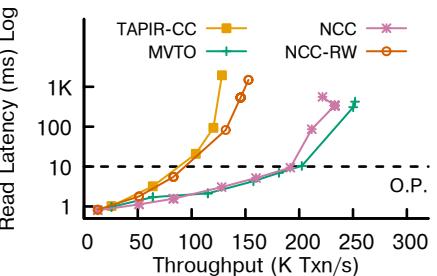 Read Latency (ms) Log
TAPIR-CC
MVTO
NCC
NCC-RW
1K
100
10
1
O.P.
0 50 100 150 200 250 300
Throughput (K Txn/s)